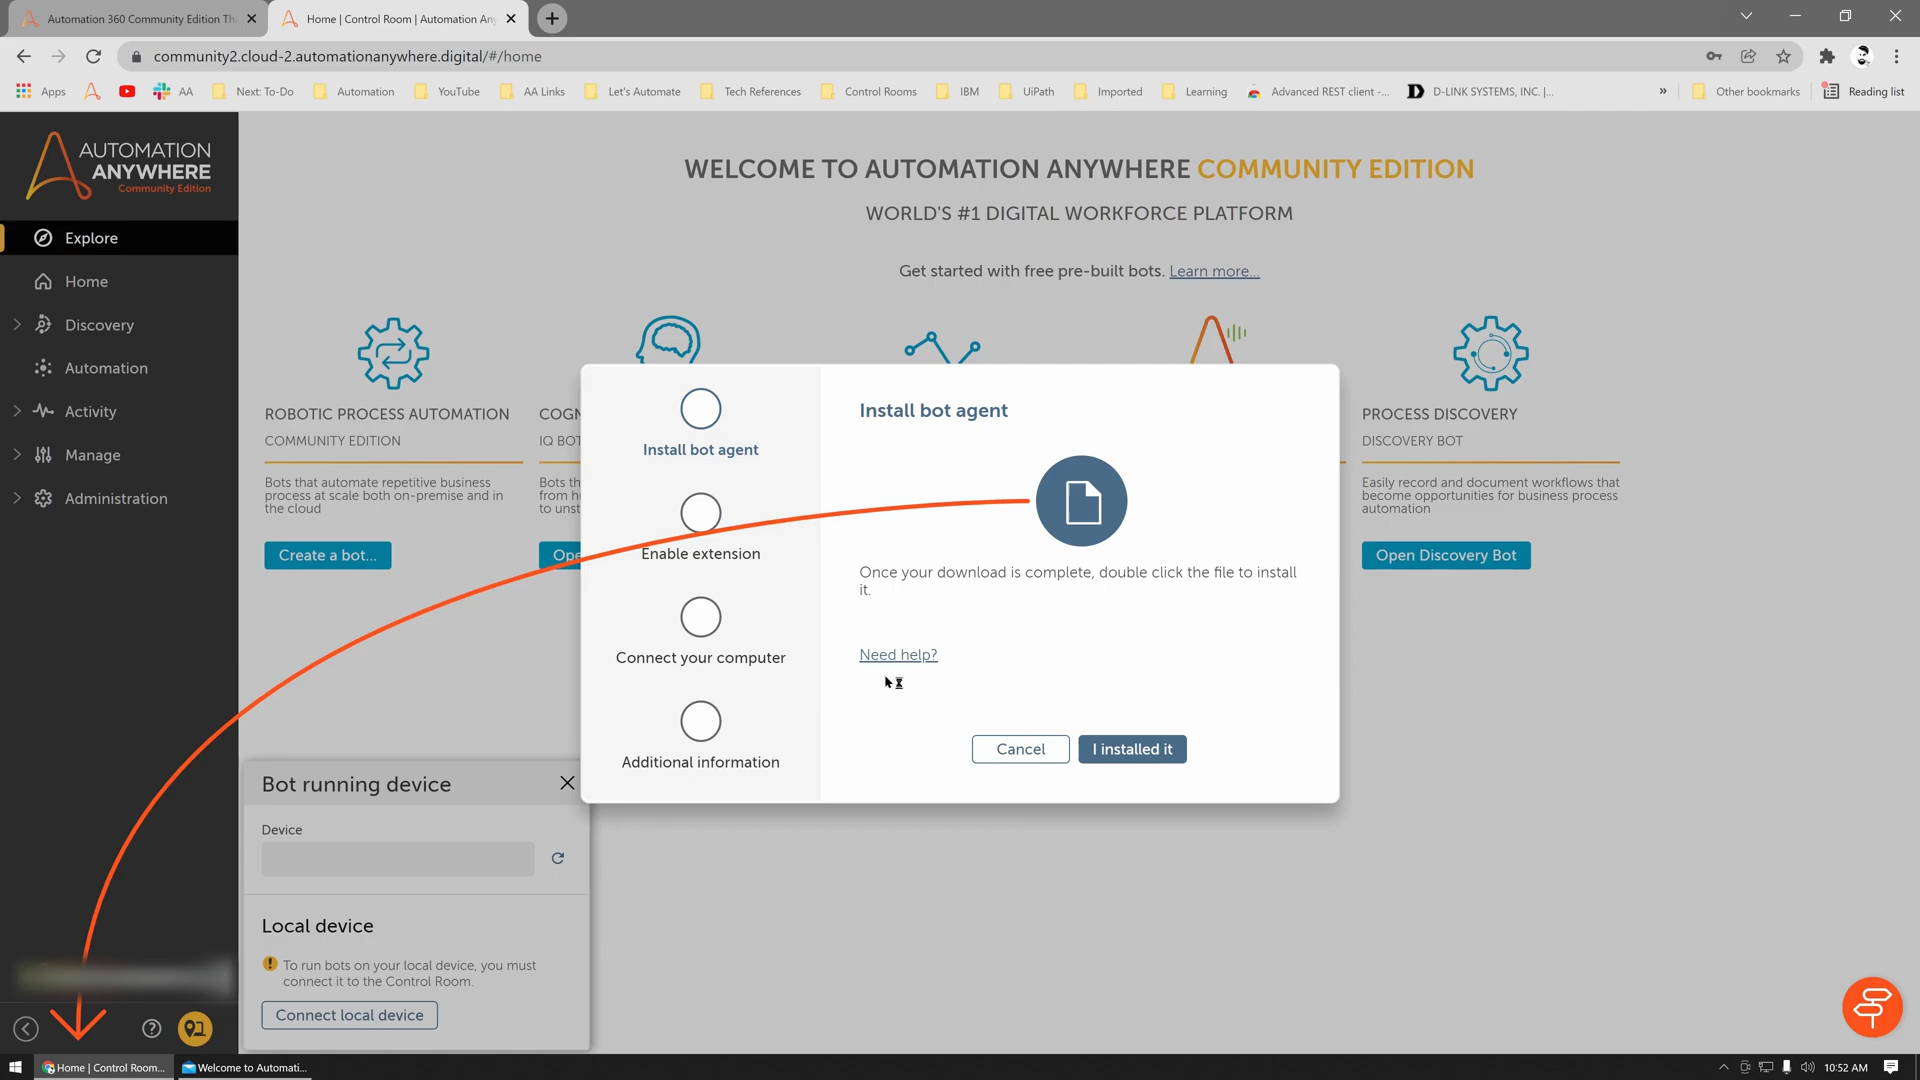 Automation 360 Community Edition Th
Home | Control Room | Automation An
community2.cloud-2.automationanywhere.digital/#/home
Apps
AA
Next: To-Do
Automation
YouTube
AA Links
Let's Automate
Tech References
Control Rooms
IBM
UiPath
Imported
Learning
Advanced REST client -...
D-LINK SYSTEMS, INC. |...
»
Other bookmarks
Reading list
AUTOMATION
ANYWHERE
Community Edition
Explore
Home
Discovery
Automation
Activity
Manage
Administration
WELCOME TO AUTOMATION ANYWHERE COMMUNITY EDITION
WORLD'S #1 DIGITAL WORKFORCE PLATFORM
Get started with free pre-built bots. Learn more...
ROBOTIC PROCESS AUTOMATION
COMMUNITY EDITION
Bots that automate repetitive business
process at scale both on-premise and in
the cloud
Create a bot...
COGN
IQ BOT
Bots th
from h
to unst
Ope
PROCESS DISCOVERY
DISCOVERY BOT
Easily record and document workflows that
become opportunities for business process
automation
Open Discovery Bot
Install bot agent
Enable extension
Connect your computer
Additional information
Install bot agent
Once your download is complete, double click the file to install
it.
Need help?
Cancel
I installed it
Bot running device
Device
Local device
To run bots on your local device, you must
connect it to the Control Room.
Connect local device
Home | Control Room...
Welcome to Automati...
10:52 AM